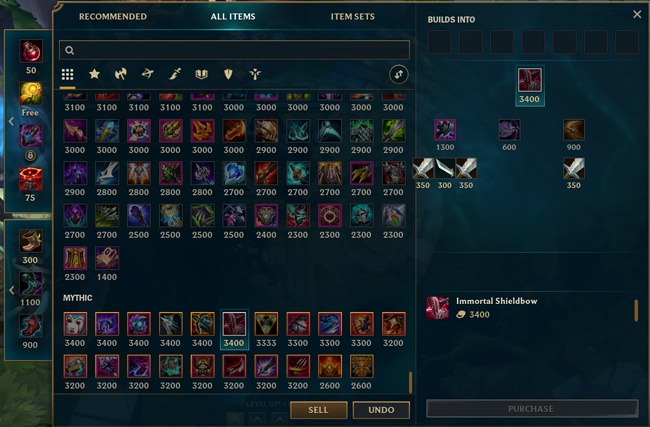 RECOMMENDED ALL ITEMS ITEM SETS
BUILDS INTO
50
Free
8
75
300
1100
900
3100 3100 3100 3100 3100 3000 3000 3000 3000 3000 3000
3000 3000 3000 3000 3000 3000 2900 2900 2900 2900 2900
2900 2800 2800 2800 2800 2700 2700 2700 2700 2700 2700
2700 2700 2500 2500 2500 2500 2400 2300 2300 2300 2300
2300 1400
MYTHIC
3400 3400 3400 3400 3400 3400 3333 3300 3300 3300 3200
3200 3200 3200 3200 3200 3200 3200 3200 2600 2600
LEVEL UP!
SELL UNDO
3400
1300 600 900
350 300 350 350
Immortal Shieldbow
3400
PURCHASE